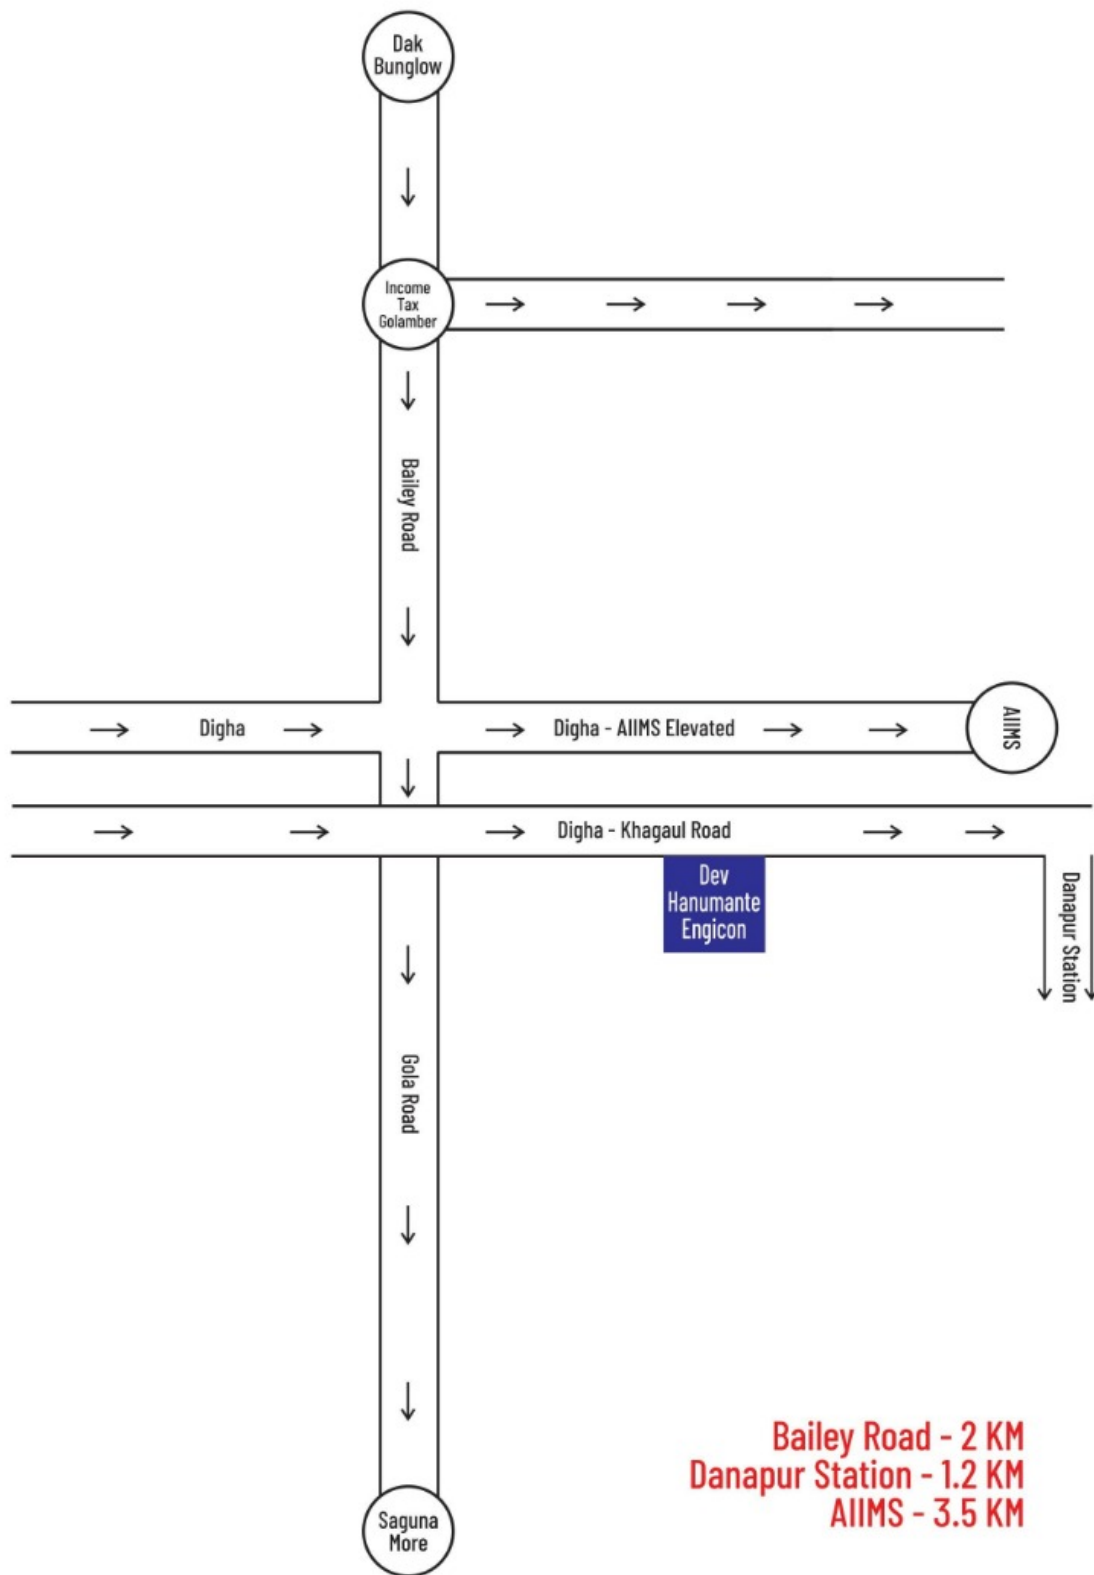 Dak
Bunglow
Income
Tax
Golamber
Bailey Road
Digha
Digha - AIIMS Elevated
AIIMS
Digha - Khagaul Road
Dev
Hanumante
Engicon
Danapur Station
Gola Road
Bailey Road - 2 KM
Danapur Station - 1.2 KM
AIIMS - 3.5 KM
Saguna
More